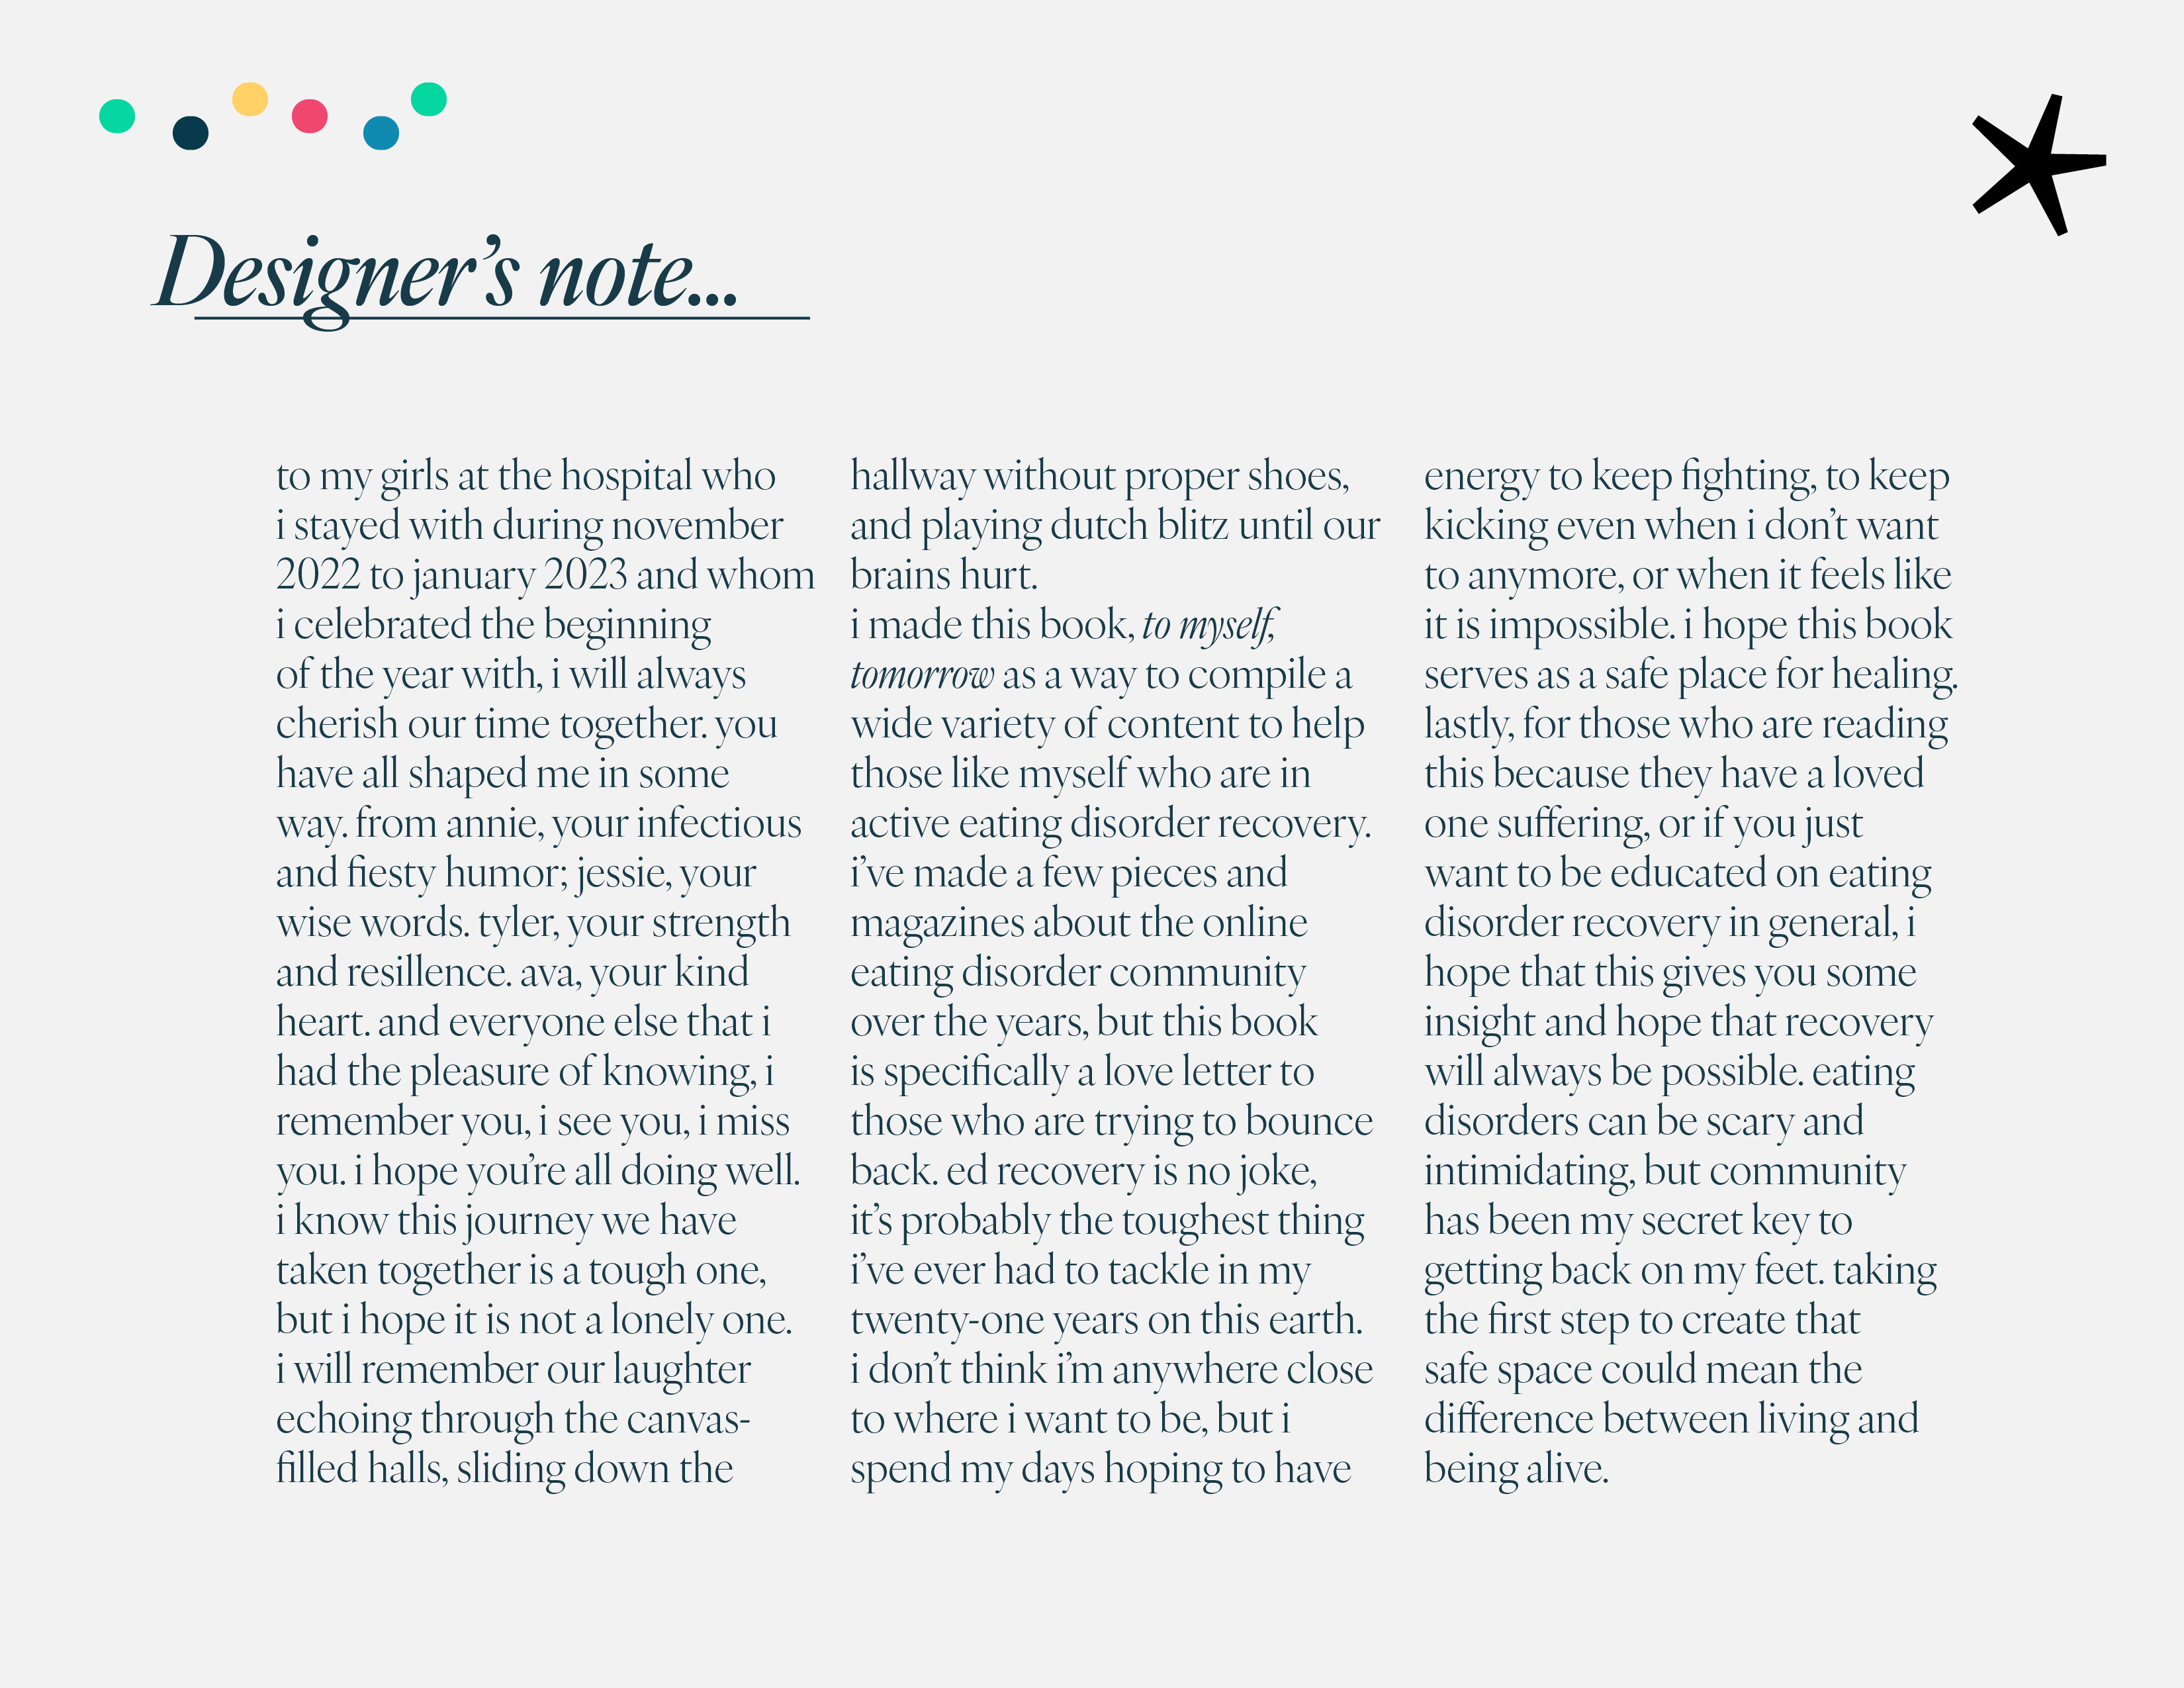 Designer’s note...
to my girls at the hospital who
i stayed with during november
2022 to january 2023 and whom
i celebrated the beginning
of the year with, i will always
cherish our time together. you
have all shaped me in some
way. from annie, your infectious
and fiesty humor; jessie, your
wise words. tyler, your strength
and resillence. ava, your kind
heart. and everyone else that i
had the pleasure of knowing, i
remember you, i see you, i miss
you. i hope you’re all doing well.
i know this journey we have
taken together is a tough one,
but i hope it is not a lonely one.
i will remember our laughter
echoing through the canvas-
filled halls, sliding down the
hallway without proper shoes,
and playing dutch blitz until our
brains hurt.
i made this book, to myself,
tomorrow as a way to compile a
wide variety of content to help
those like myself who are in
active eating disorder recovery.
i’ve made a few pieces and
magazines about the online
eating disorder community
over the years, but this book
is specifically a love letter to
those who are trying to bounce
back. ed recovery is no joke,
it’s probably the toughest thing
i’ve ever had to tackle in my
twenty-one years on this earth.
i don’t think i’m anywhere close
to where i want to be, but i
spend my days hoping to have
energy to keep fighting, to keep
kicking even when i don’t want
to anymore, or when it feels like
it is impossible. i hope this book
serves as a safe place for healing.
lastly, for those who are reading
this because they have a loved
one suffering, or if you just
want to be educated on eating
disorder recovery in general, i
hope that this gives you some
insight and hope that recovery
will always be possible. eating
disorders can be scary and
intimidating, but community
has been my secret key to
getting back on my feet. taking
the first step to create that
safe space could mean the
difference between living and
being alive.